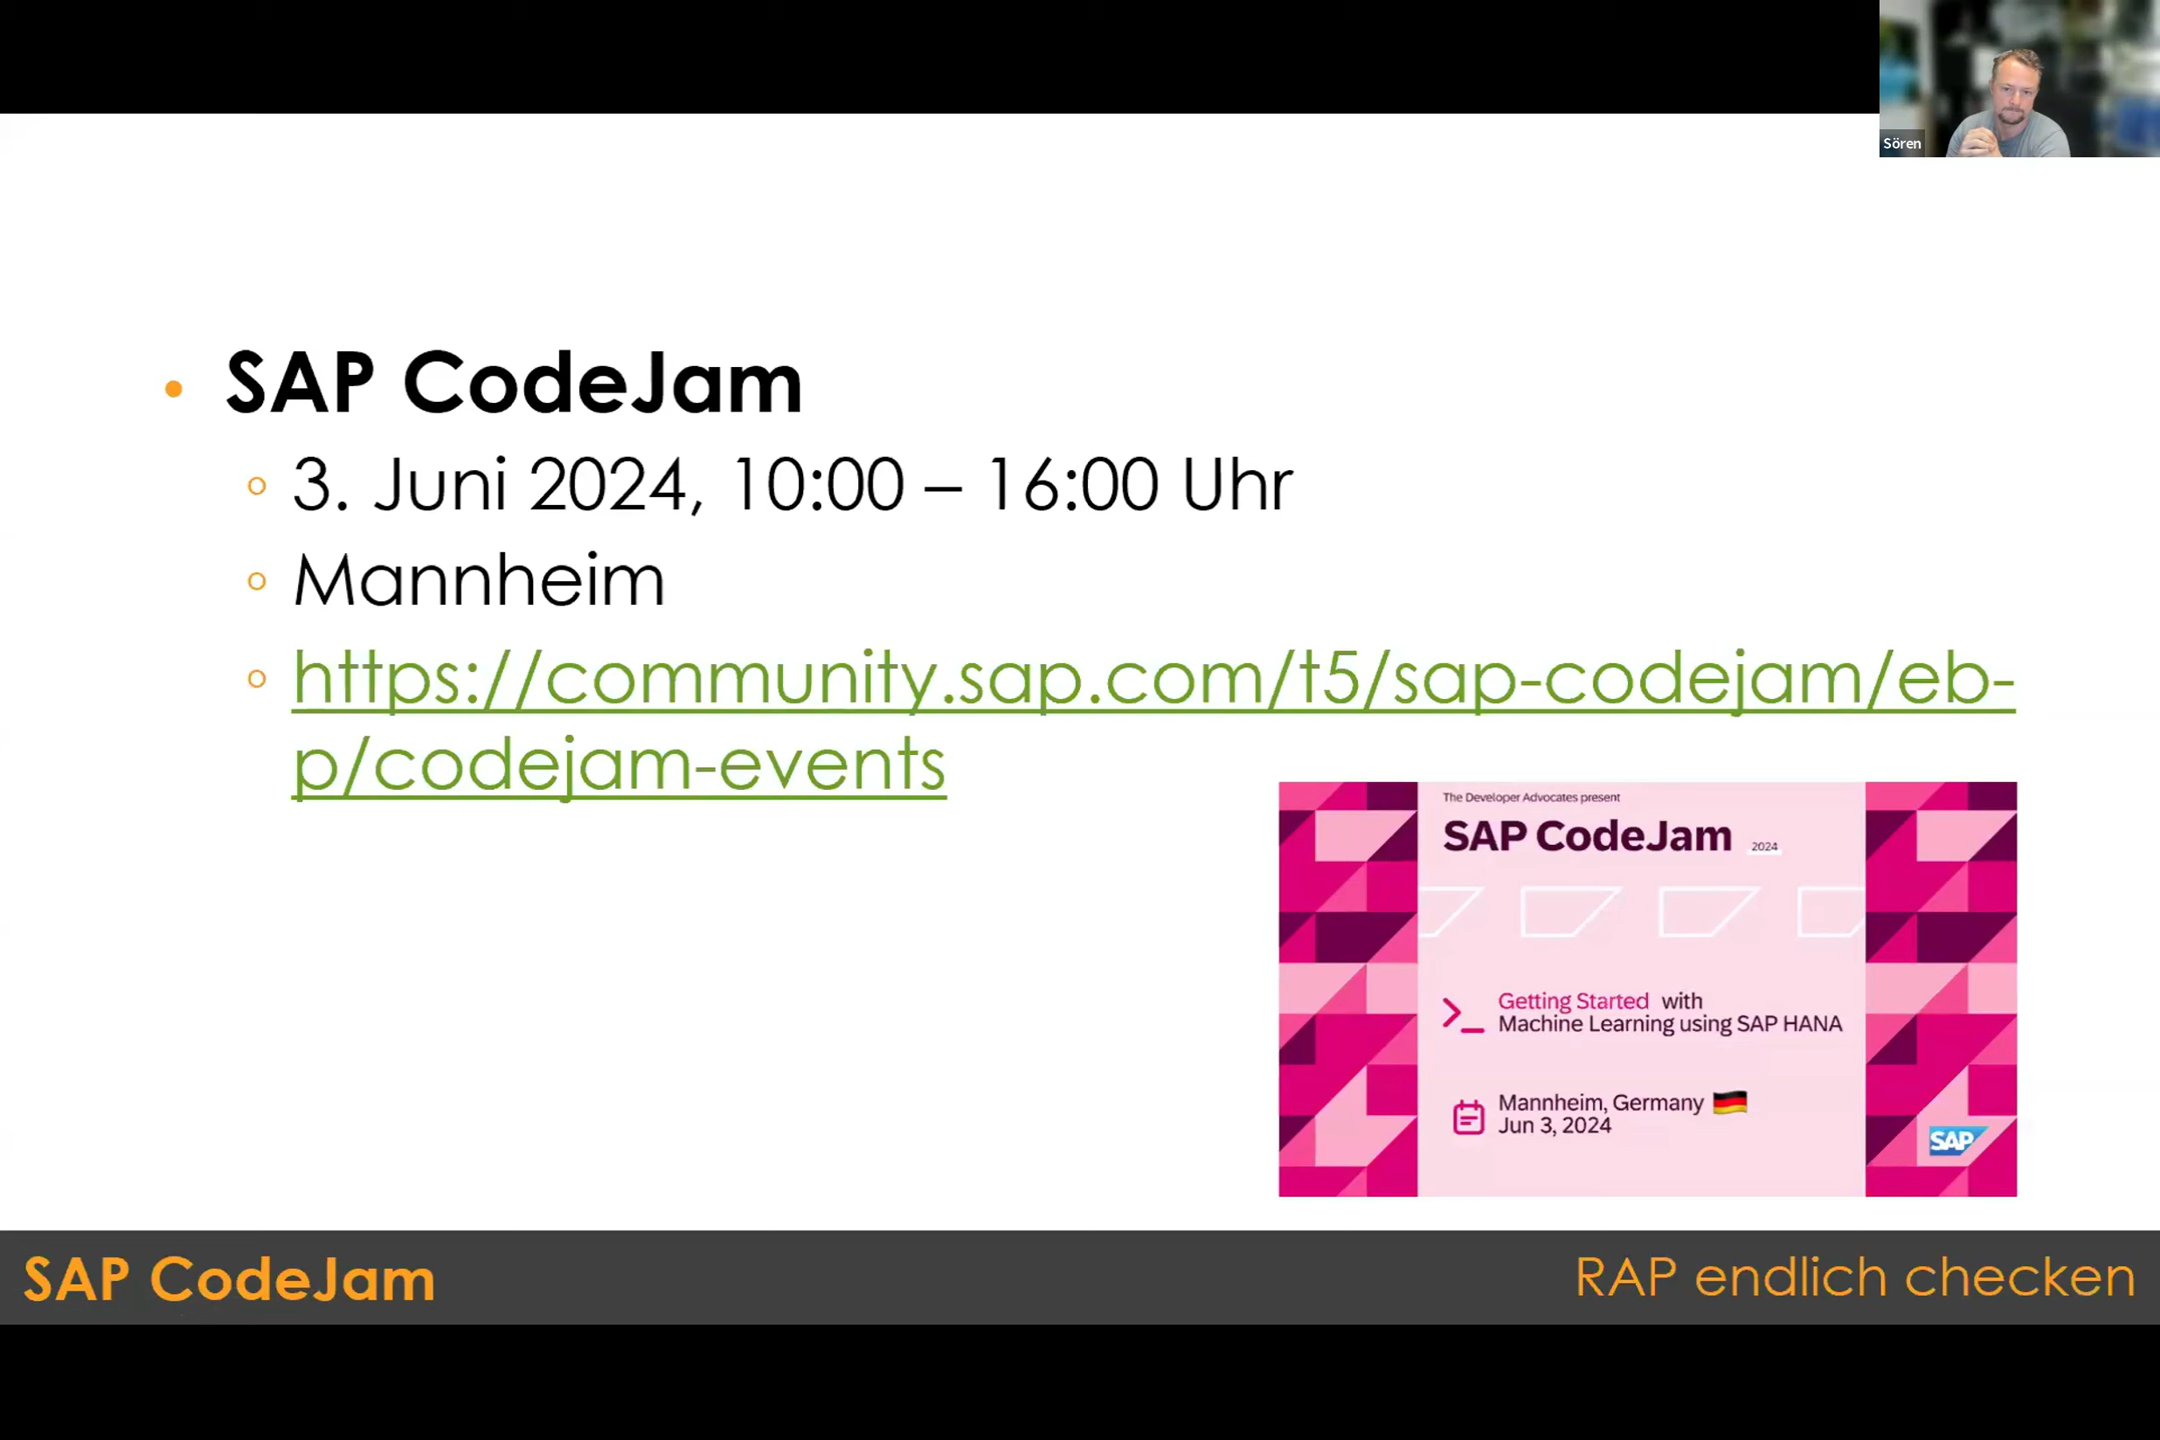 Sören
SAP CodeJam
3. Juni 2024, 10:00 – 16:00 Uhr
Mannheim
https://community.sap.com/t5/sap-codejam/eb-
p/codejam-events
The Developer Advocates present
SAP CodeJam 2024
Getting Started with
Machine Learning using SAP HANA
Mannheim, Germany
Jun 3, 2024
SAP
SAP CodeJam
RAP endlich checken